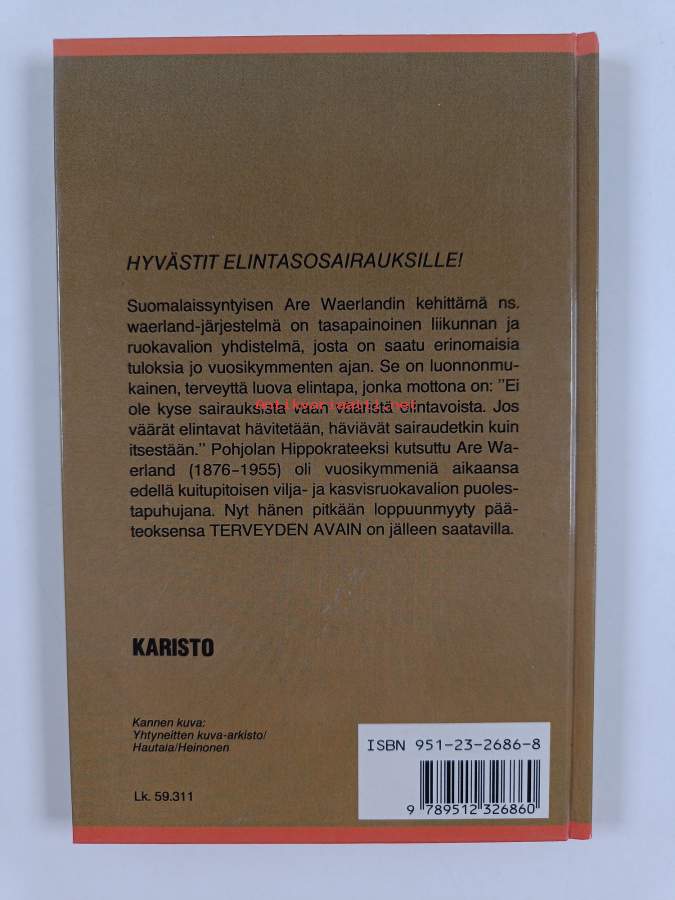 HYVÄSTIT ELINTASOSAIRAUKSILLE!
Suomalaissyntyisen Are Waerlandin kehittämä ns.
waerland-järjestelmä on tasapainoinen liikunnan ja
ruokavalion yhdistelmä, josta on saatu erinomaisia
tuloksia jo vuosikymmenten ajan. Se on luonnonmu-
kainen, terveyttä luova elintapa, jonka mottona on: "Ei
ole kyse sairauksista vaan vääristä elintavoista. Jos
väärät elintavat hävitetään, häviävät sairaudetkin kuin
itsestään." Pohjolan Hippokrateeksi kutsuttu Are Wa-
erland (1876–1955) oli vuosikymmeniä aikaansa
edellä kuitupitoisen vilja- ja kasvisruokavalion puoles-
tapuhujana. Nyt hänen pitkään loppuunmyyty pää-
teoksensa TERVEYDEN AVAIN on jälleen saatavilla.
KARISTO
Kannen kuva:
Yhtyneitten kuva-arkisto/
Hautala/Heinonen
Lk. 59.311
ISBN 951-23-2686-8
9 789512 326860